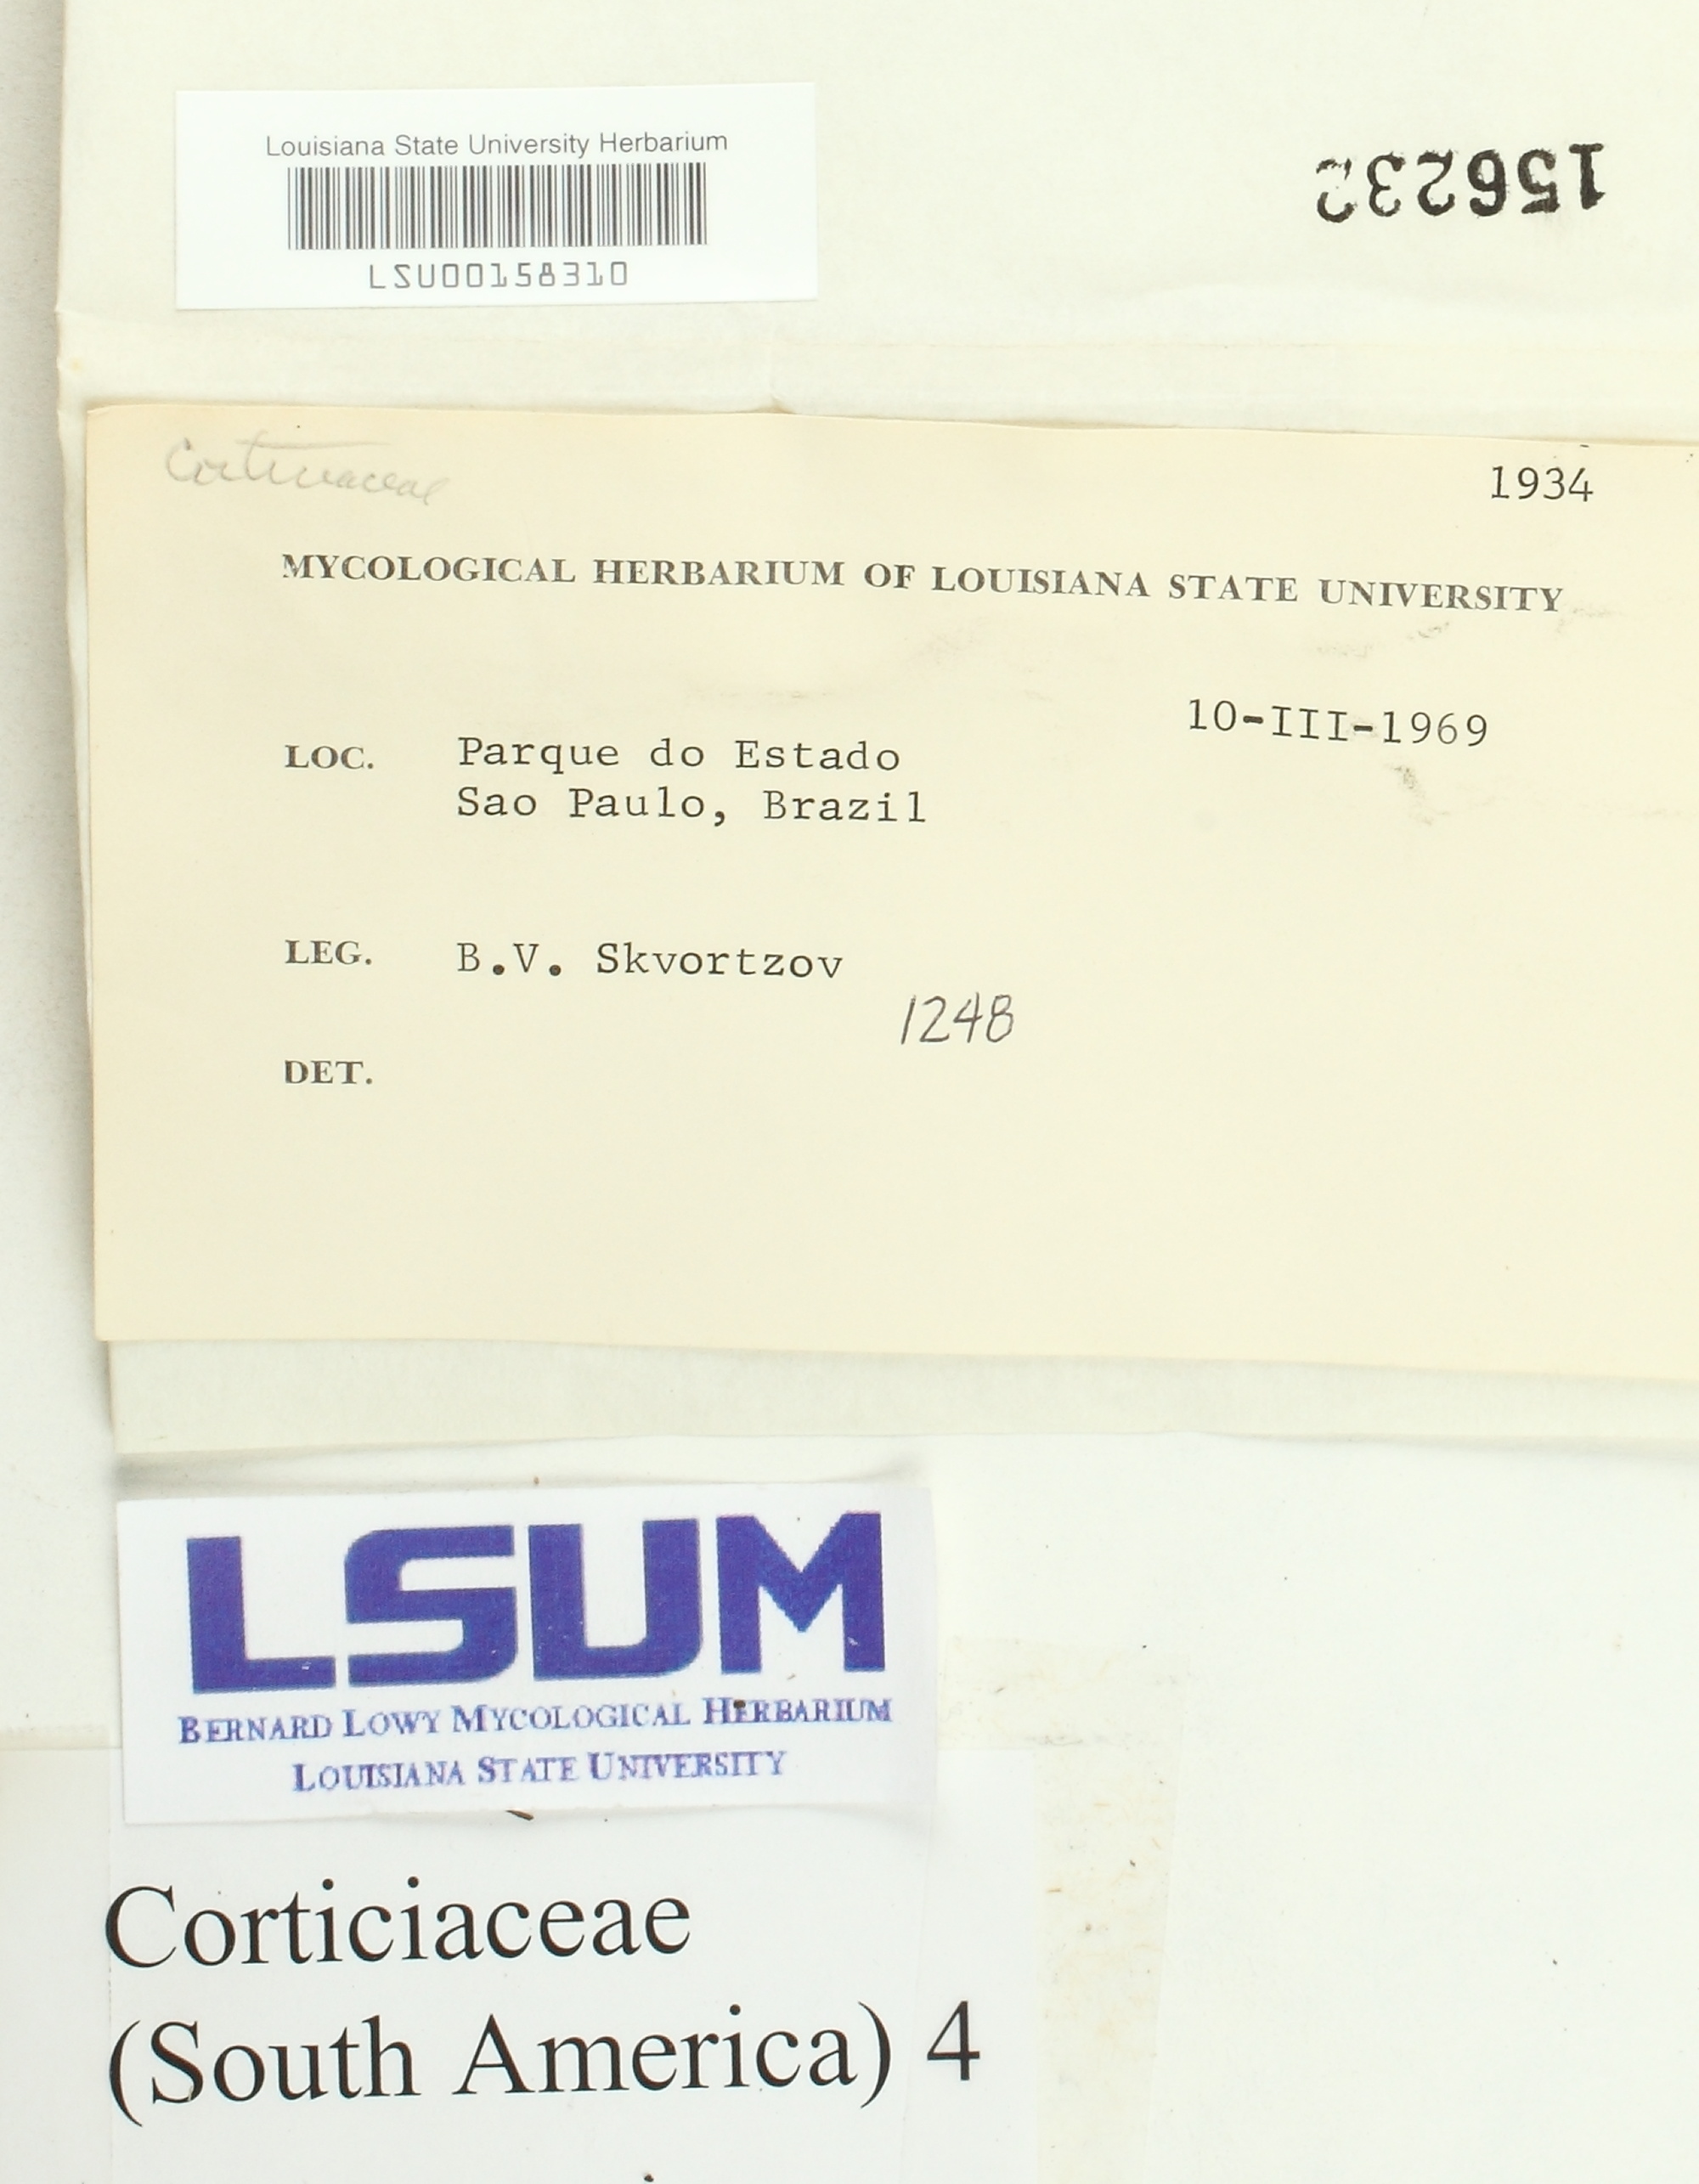 Louisiana State University Herbarium
LSU00158310
156232
Corticiaceae
1934
MYCOLOGICAL HERBARIUM OF LOUISIANA STATE UNIVERSITY
10-III-1969
LOC. Parque do Estado
Sao Paulo, Brazil
LEG. B.V. Skvortzov
1248
DET.
LSUM
BERNARD LOWY MYCOLOGICAL HERBARIUM
LOUISIANA STATE UNIVERSITY
Corticiaceae
(South America) 4